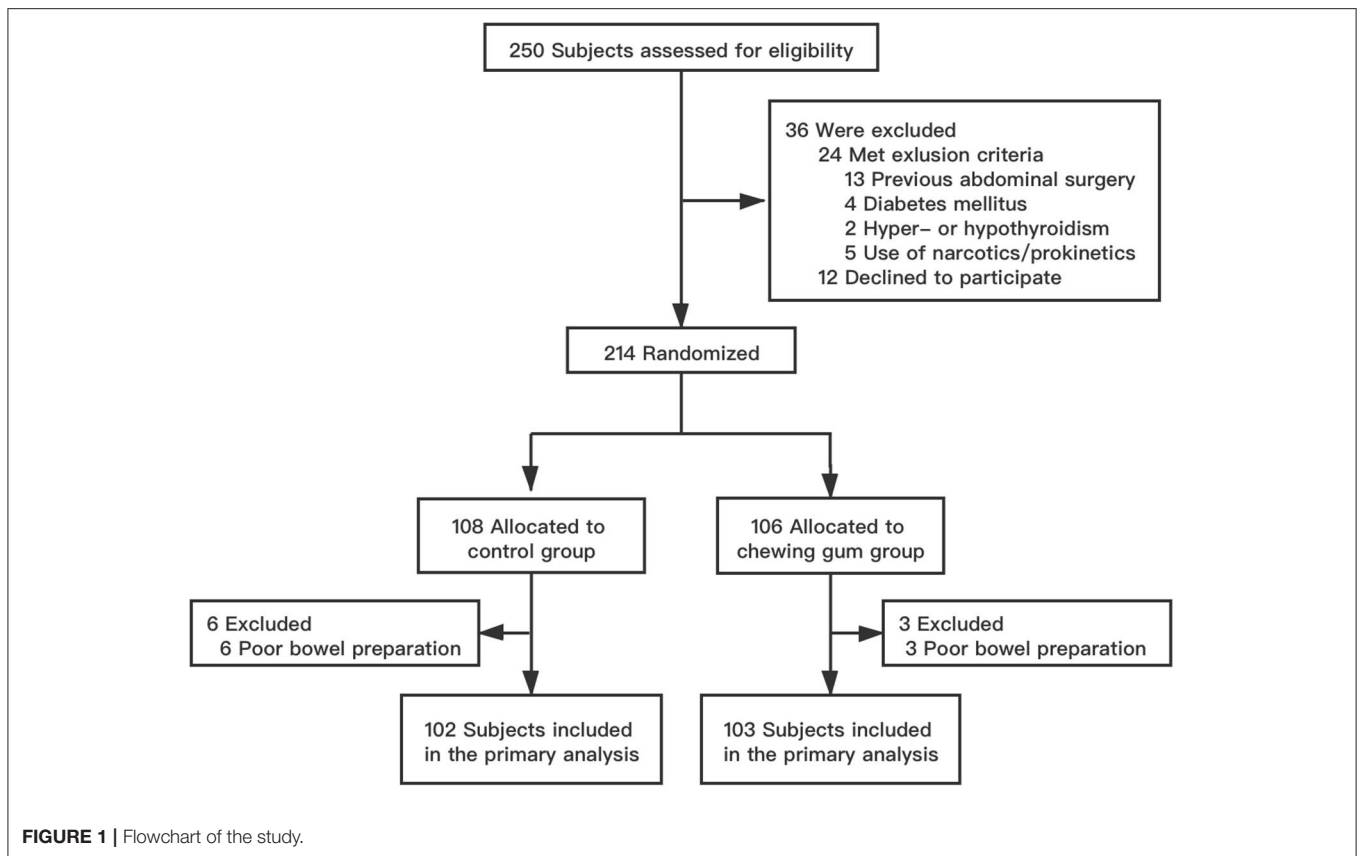 250 Subjects assessed for eligibility
36 Were excluded
24 Met exlusion criteria
13 Previous abdominal surgery
4 Diabetes mellitus
2 Hyper- or hypothyroidism
5 Use of narcotics/prokinetics
12 Declined to participate
214 Randomized
108 Allocated to
control group
106 Allocated to
chewing gum group
6 Excluded
6 Poor bowel preparation
3 Excluded
3 Poor bowel preparation
102 Subjects included
in the primary analysis
103 Subjects included
in the primary analysis
FIGURE 1 | Flowchart of the study.